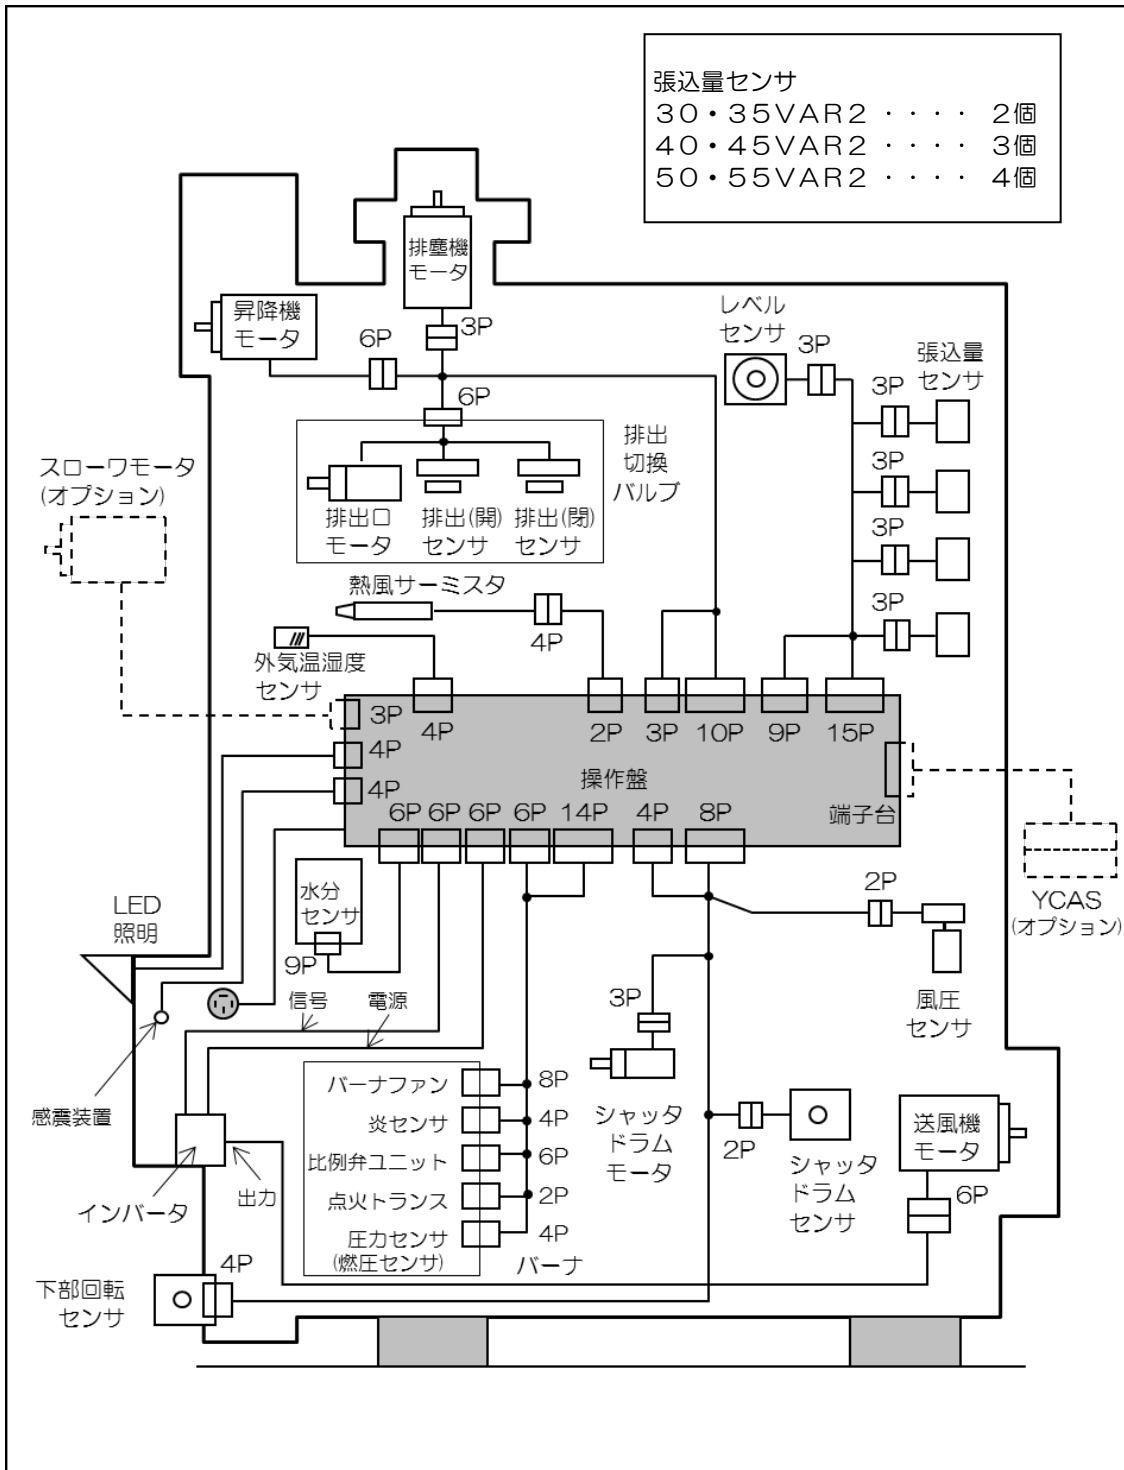 張込量センサ
30・35VAR2 ・・・・ 2個
40・45VAR2 ・・・・ 3個
50・55VAR2 ・・・・ 4個
排塵機
モータ
昇降機
モータ
3P
6P
レベル
センサ
3P
張込量
センサ
3P
6P
排出
切換
バルブ
スローワモータ
(オプション)
3P
排出口
モータ
排出(開)
センサ
排出(閉)
センサ
3P
熱風サーミスタ
3P
4P
外気温湿度
センサ
3P
4P
2P
3P
10P
9P
15P
4P
4P
操作盤
端子台
6P
6P
6P
6P
14P
4P
8P
水分
センサ
9P
LED
照明
2P
YCAS
(オプション)
信号
電源
3P
風圧
センサ
感震装置
バーナファン
8P
炎センサ
4P
比例弁ユニット
6P
点火トランス
2P
圧力センサ
(燃圧センサ)
4P
バーナ
シャッタ
ドラム
モータ
2P
シャッタ
ドラム
センサ
送風機
モータ
6P
インバータ
出力
4P
下部回転
センサ